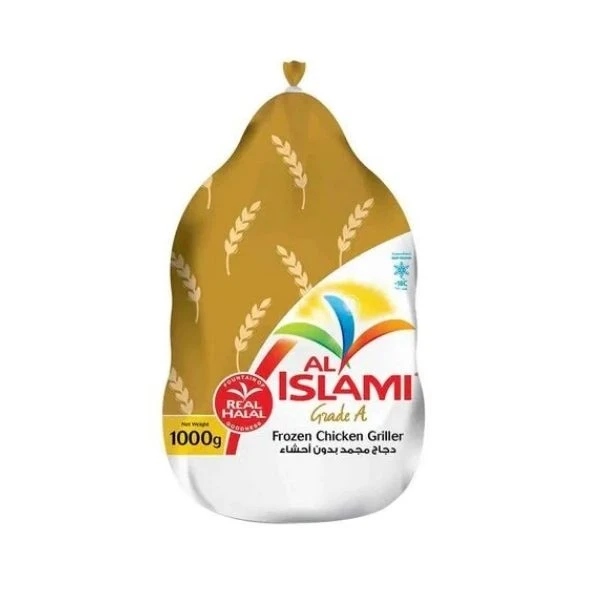 -18C
AL
ISLAMI
Grade A
FOUNTAIN OF
REAL
HALAL
GOODNESS
Net Weight
1000g
Frozen Chicken Griller
دجاج مجمد بدون أحشاء